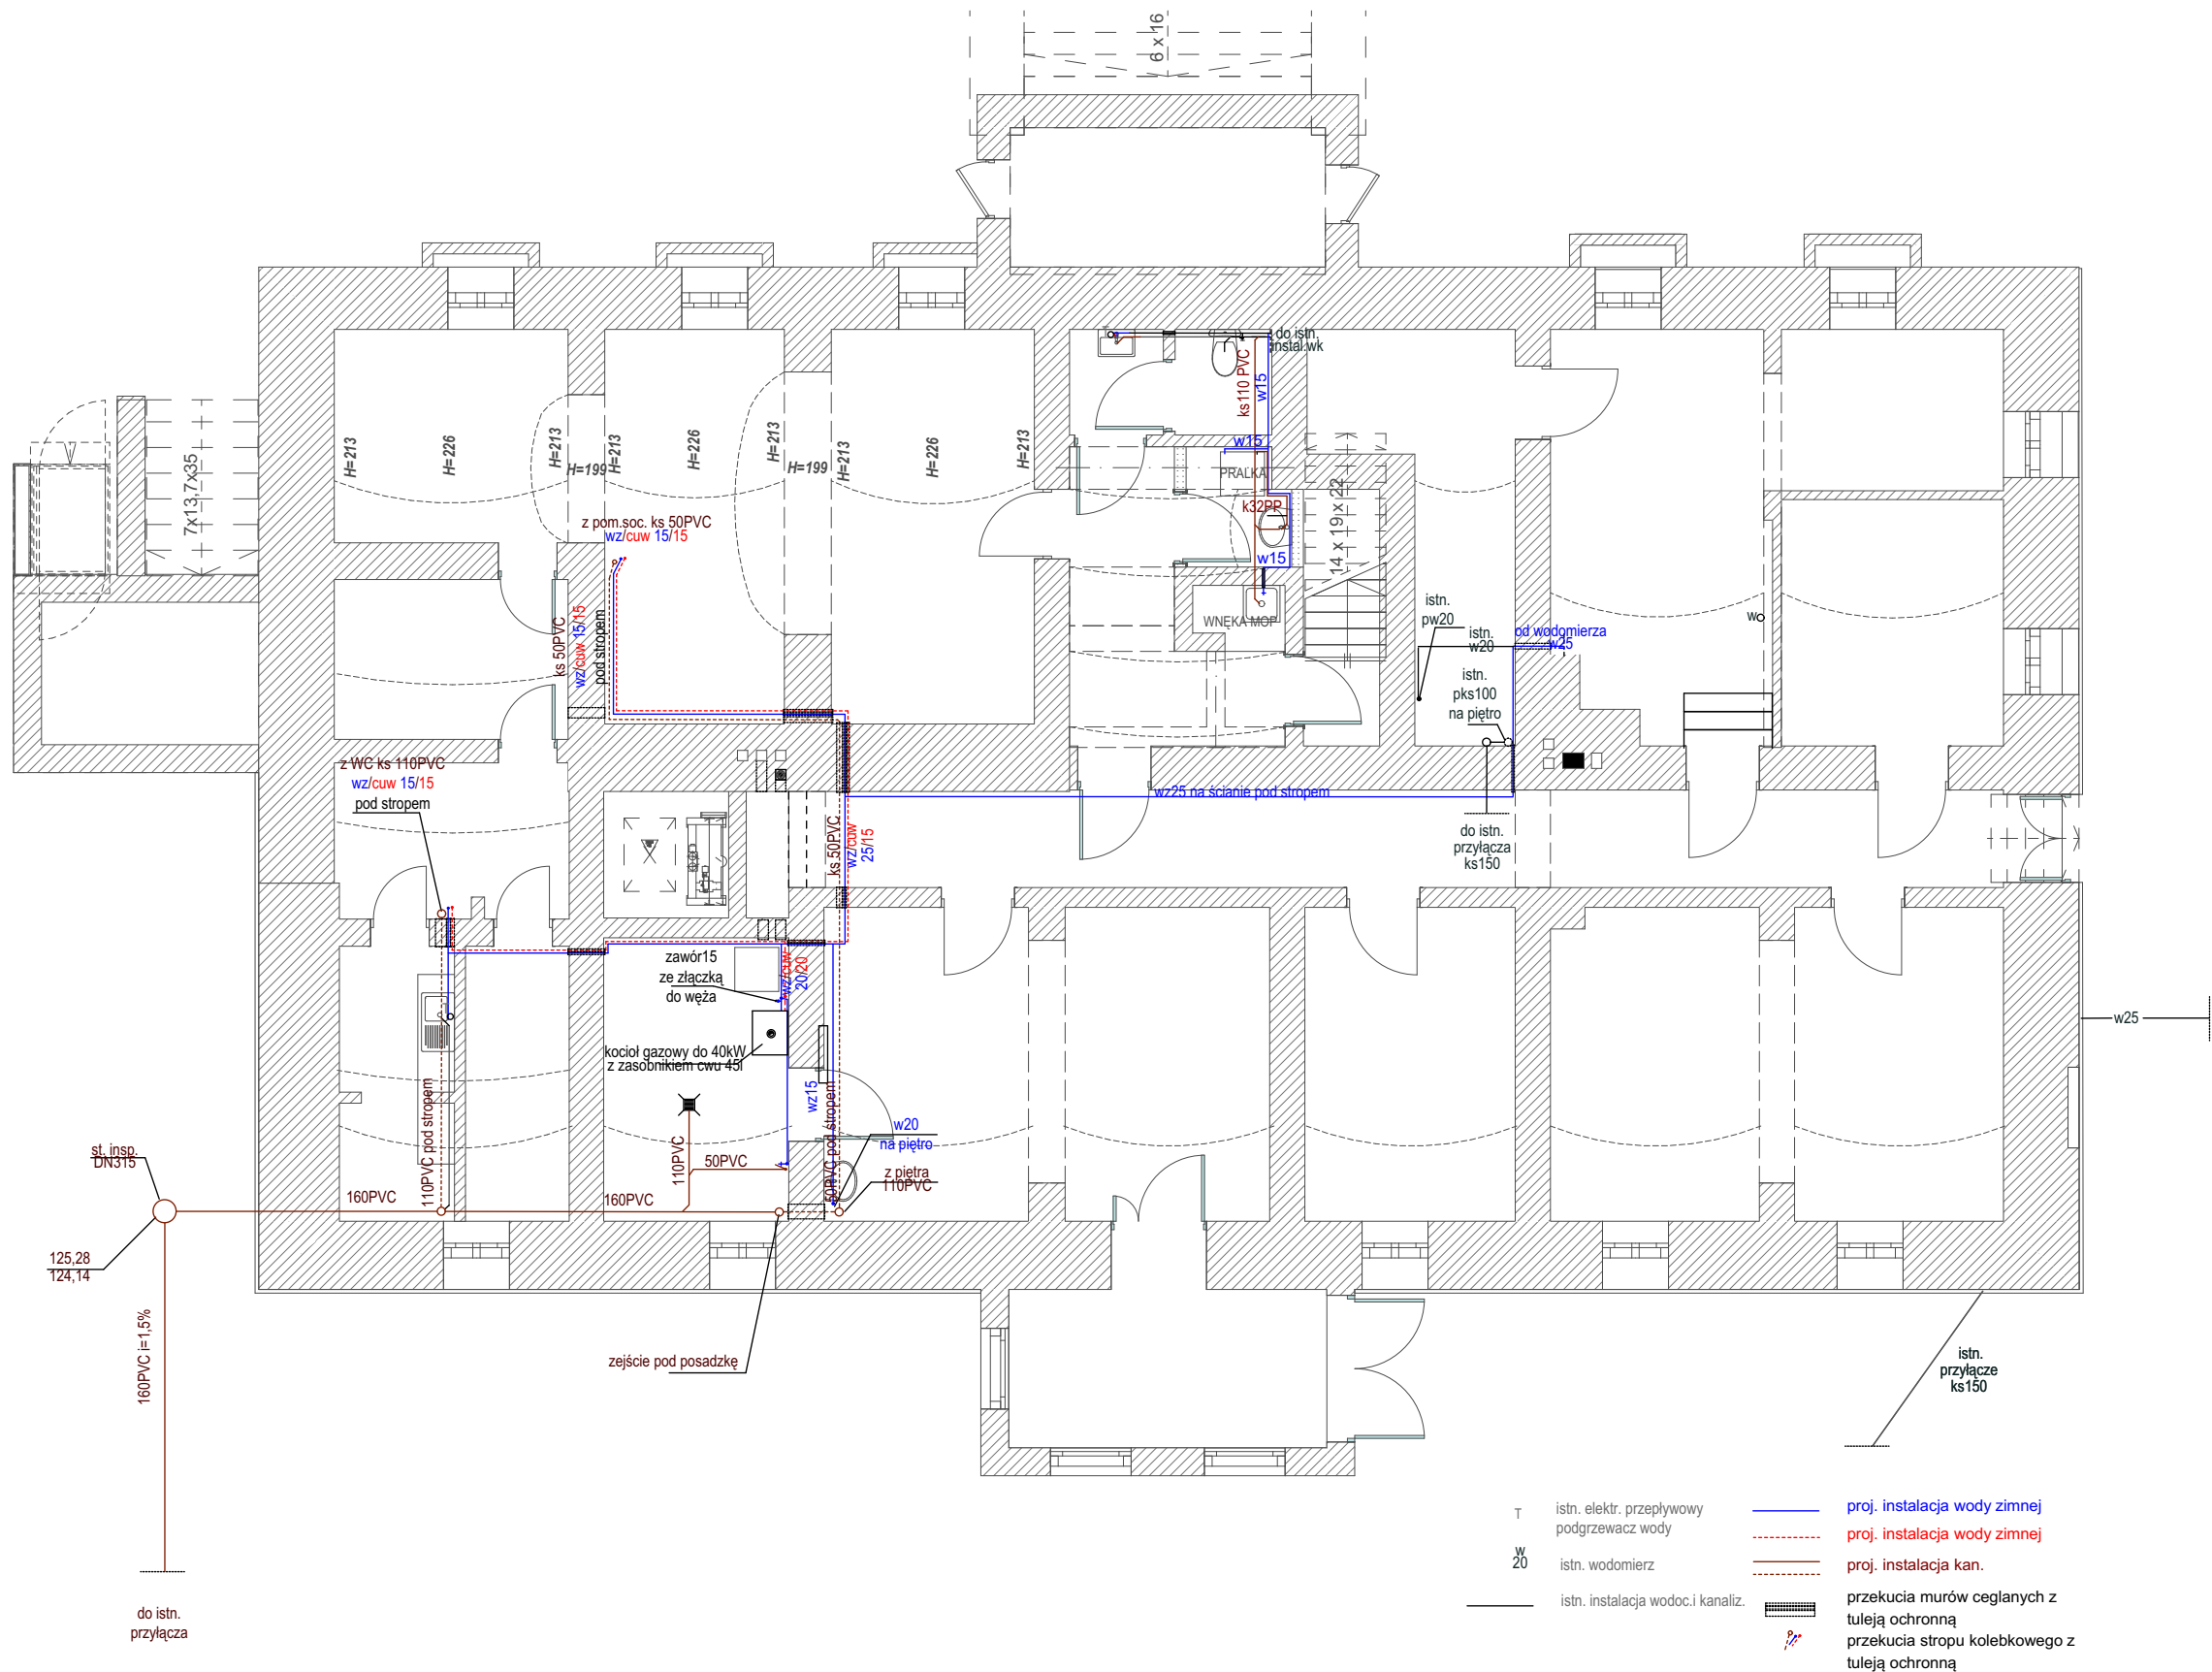 6 x 16
do istn.
instal.wk
ks110 PVC
w15
w15
PRALKA
k32PP
w15
WNĘKA MOP
14 x 19 x 22
7x13,7x35
H=213
H=226
H=213
H=199
H=213
H=226
H=213
H=199
H=213
H=226
H=213
z pom.soc. ks 50PVC
wz/cuw 15/15
ks 50PVC
wz/cuw 15/15
pod stropem
istn.
pw20
istn.
w20
od wodomierza
w25
istn.
pks100
na piętro
w
z WC ks 110PVC
wz/cuw 15/15
pod stropem
wz25 na ścianie pod stropem
ks 50PVC
wz/cuw
25/15
do istn.
przyłącza
ks150
zawór15
ze złączką
do węża
wz/cuw
20/20
kocioł gazowy do 40kW
z zasobnikiem cwu 45l
w25
wz15
110PVC pod stropem
110PVC
50PVC
50PVC pod stropem
w20
na piętro
z piętra
110PVC
st. insp.
DN315
160PVC
160PVC
125,28
124,14
160PVC i=1,5%
zejście pod posadzkę
istn.
przyłącze
ks150
do istn.
przyłącza
T
istn. elektr. przepływowy
podgrzewacz wody
w
20
istn. wodomierz
istn. instalacja wodoc.i kanaliz.
proj. instalacja wody zimnej
proj. instalacja wody zimnej
proj. instalacja kan.
przekucia murów ceglanych z
tuleją ochronną
przekucia stropu kolebkowego z
tuleją ochronną